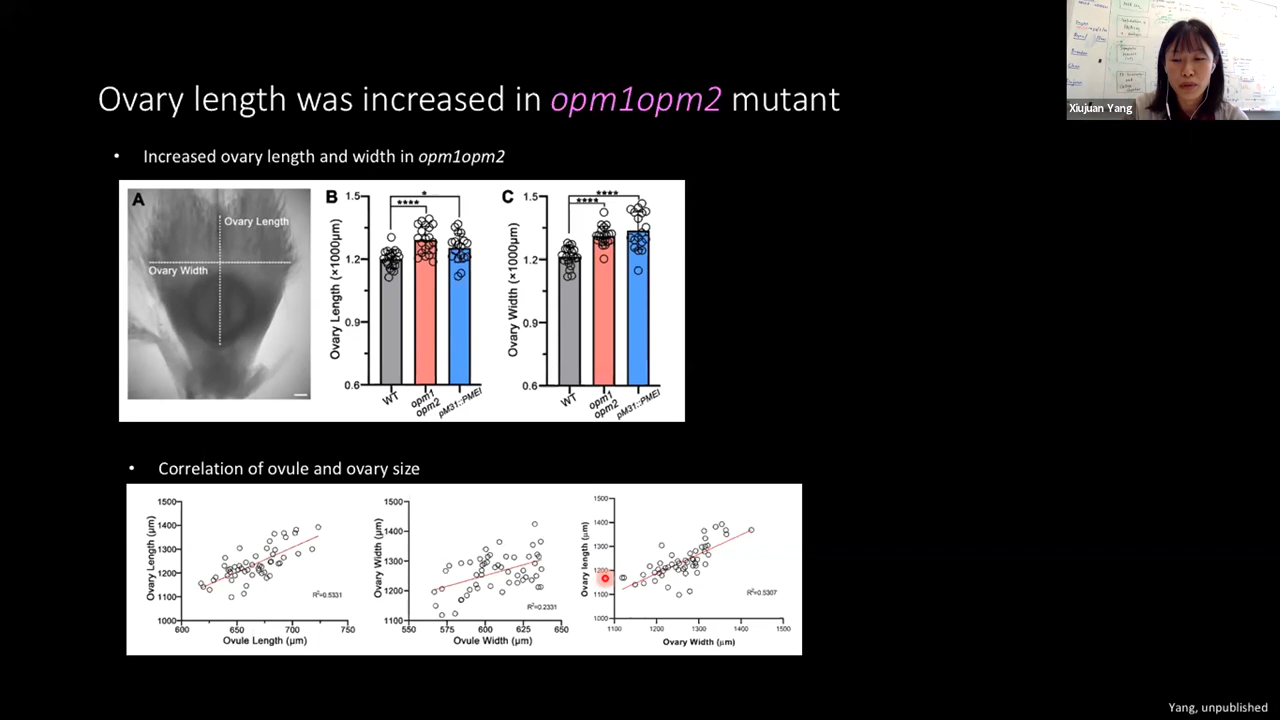 Ovary length was increased in opm1opm2 mutant
Xiujuan Yang
• Increased ovary length and width in opm1opm2
A
Ovary Length
Ovary Width
B
Ovary Length (×1000μm)
1.5
1.2
0.9
0.6
*
****
WT
opm1
opm2
pM31::PMEI
C
Ovary Width (×1000μm)
1.5
1.2
0.9
0.6
****
****
WT
opm1
opm2
pM31::PMEI
• Correlation of ovule and ovary size
Ovary Length (μm)
1500
1400
1300
1200
1100
1000
600
650
700
750
R²=0.5331
Ovule Length (μm)
Ovary Width (μm)
1500
1400
1300
1200
1100
550
575
600
625
650
R²=0.2331
Ovule Width (μm)
Ovary length (μm)
1500
1400
1300
1200
1100
1000
1100
1200
1300
1400
1500
R²=0.5307
Ovary Width (μm)
Yang, unpublished